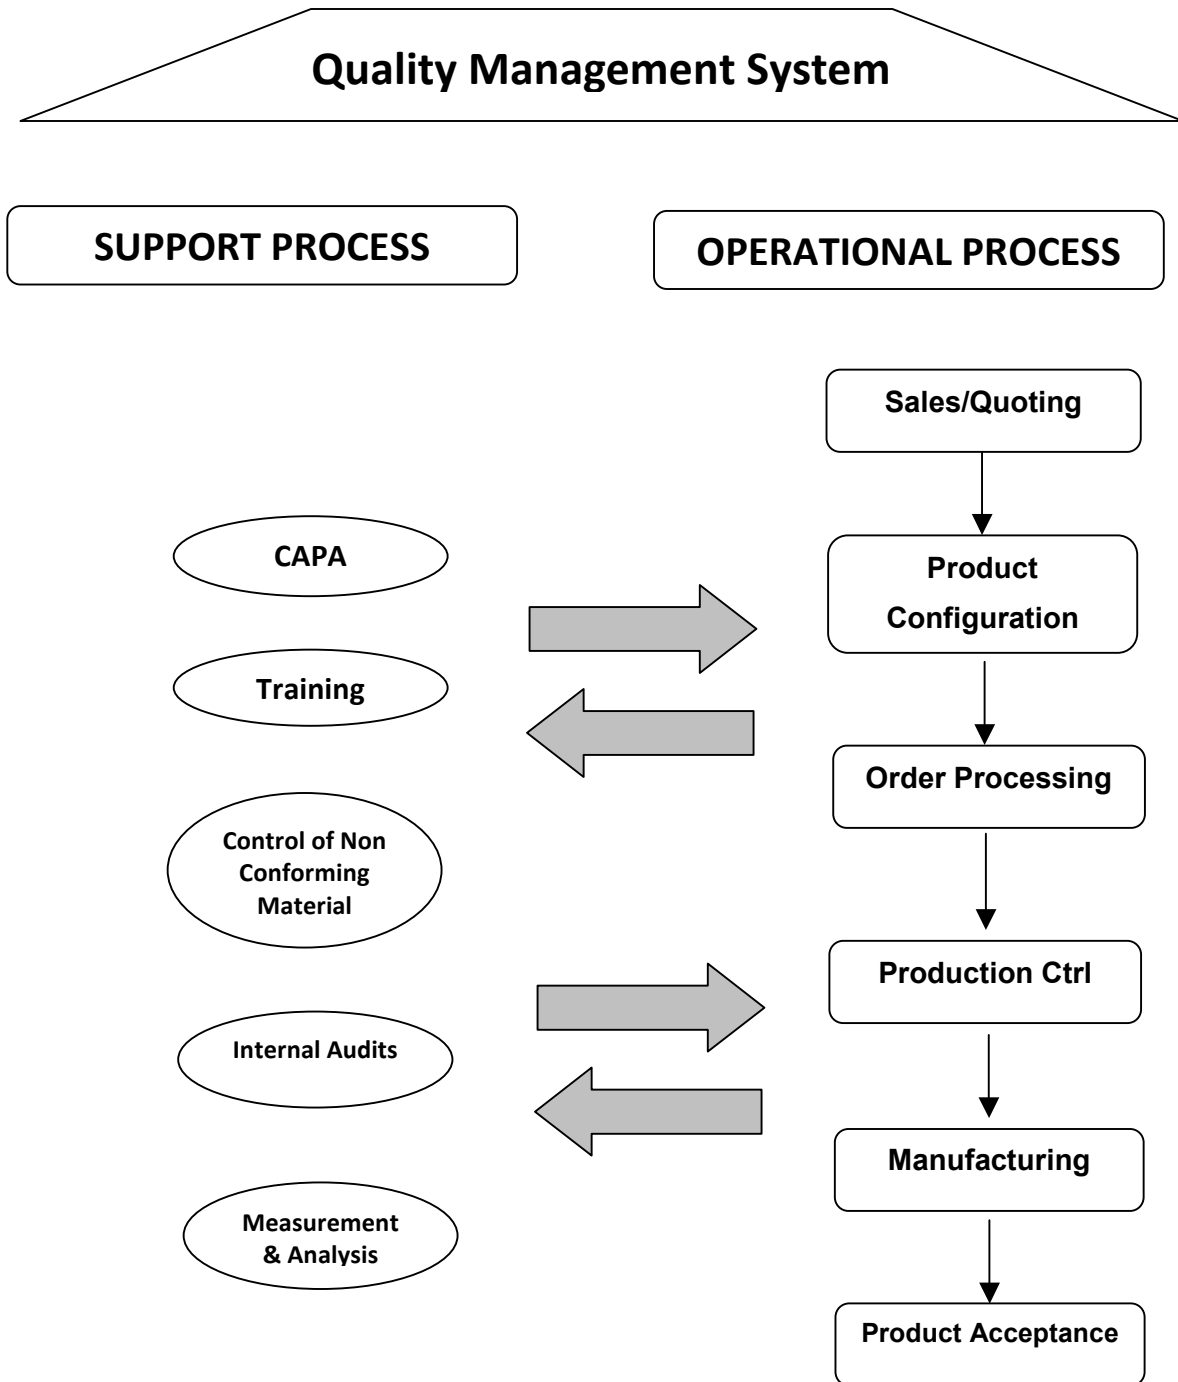 Quality Management System
SUPPORT PROCESS
OPERATIONAL PROCESS
CAPA
Training
Control of Non
Conforming
Material
Internal Audits
Measurement
& Analysis
Sales/Quoting
Product
Configuration
Order Processing
Production Ctrl
Manufacturing
Product Acceptance